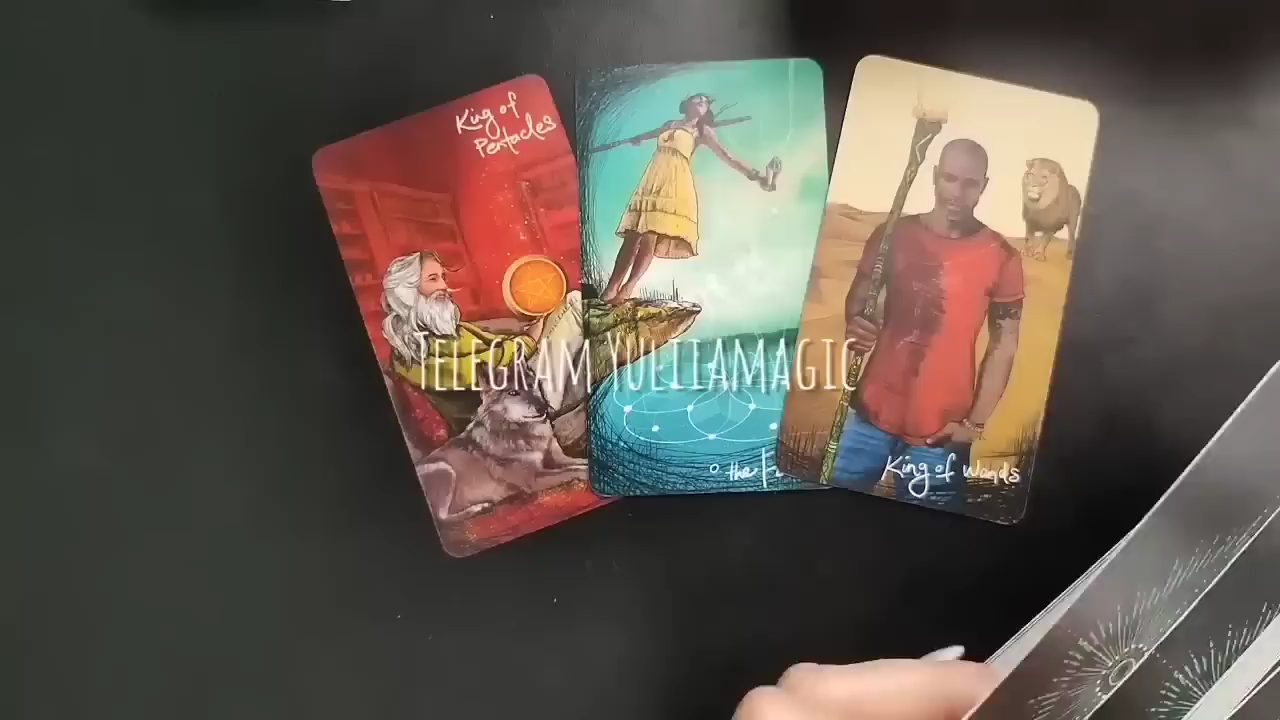 King of
Pentacles
Telegram Yuliiamagic
0 the
King of Wands